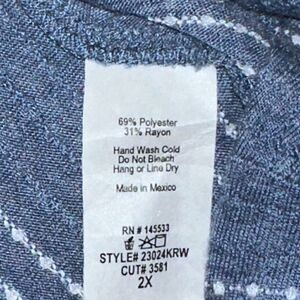 69% Polyester
31% Rayon
Hand Wash Cold
Do Not Bleach
Hang or Line Dry
Made in Mexico
RN # 145533
STYLE# 23024KRW
CUT# 3581
2X